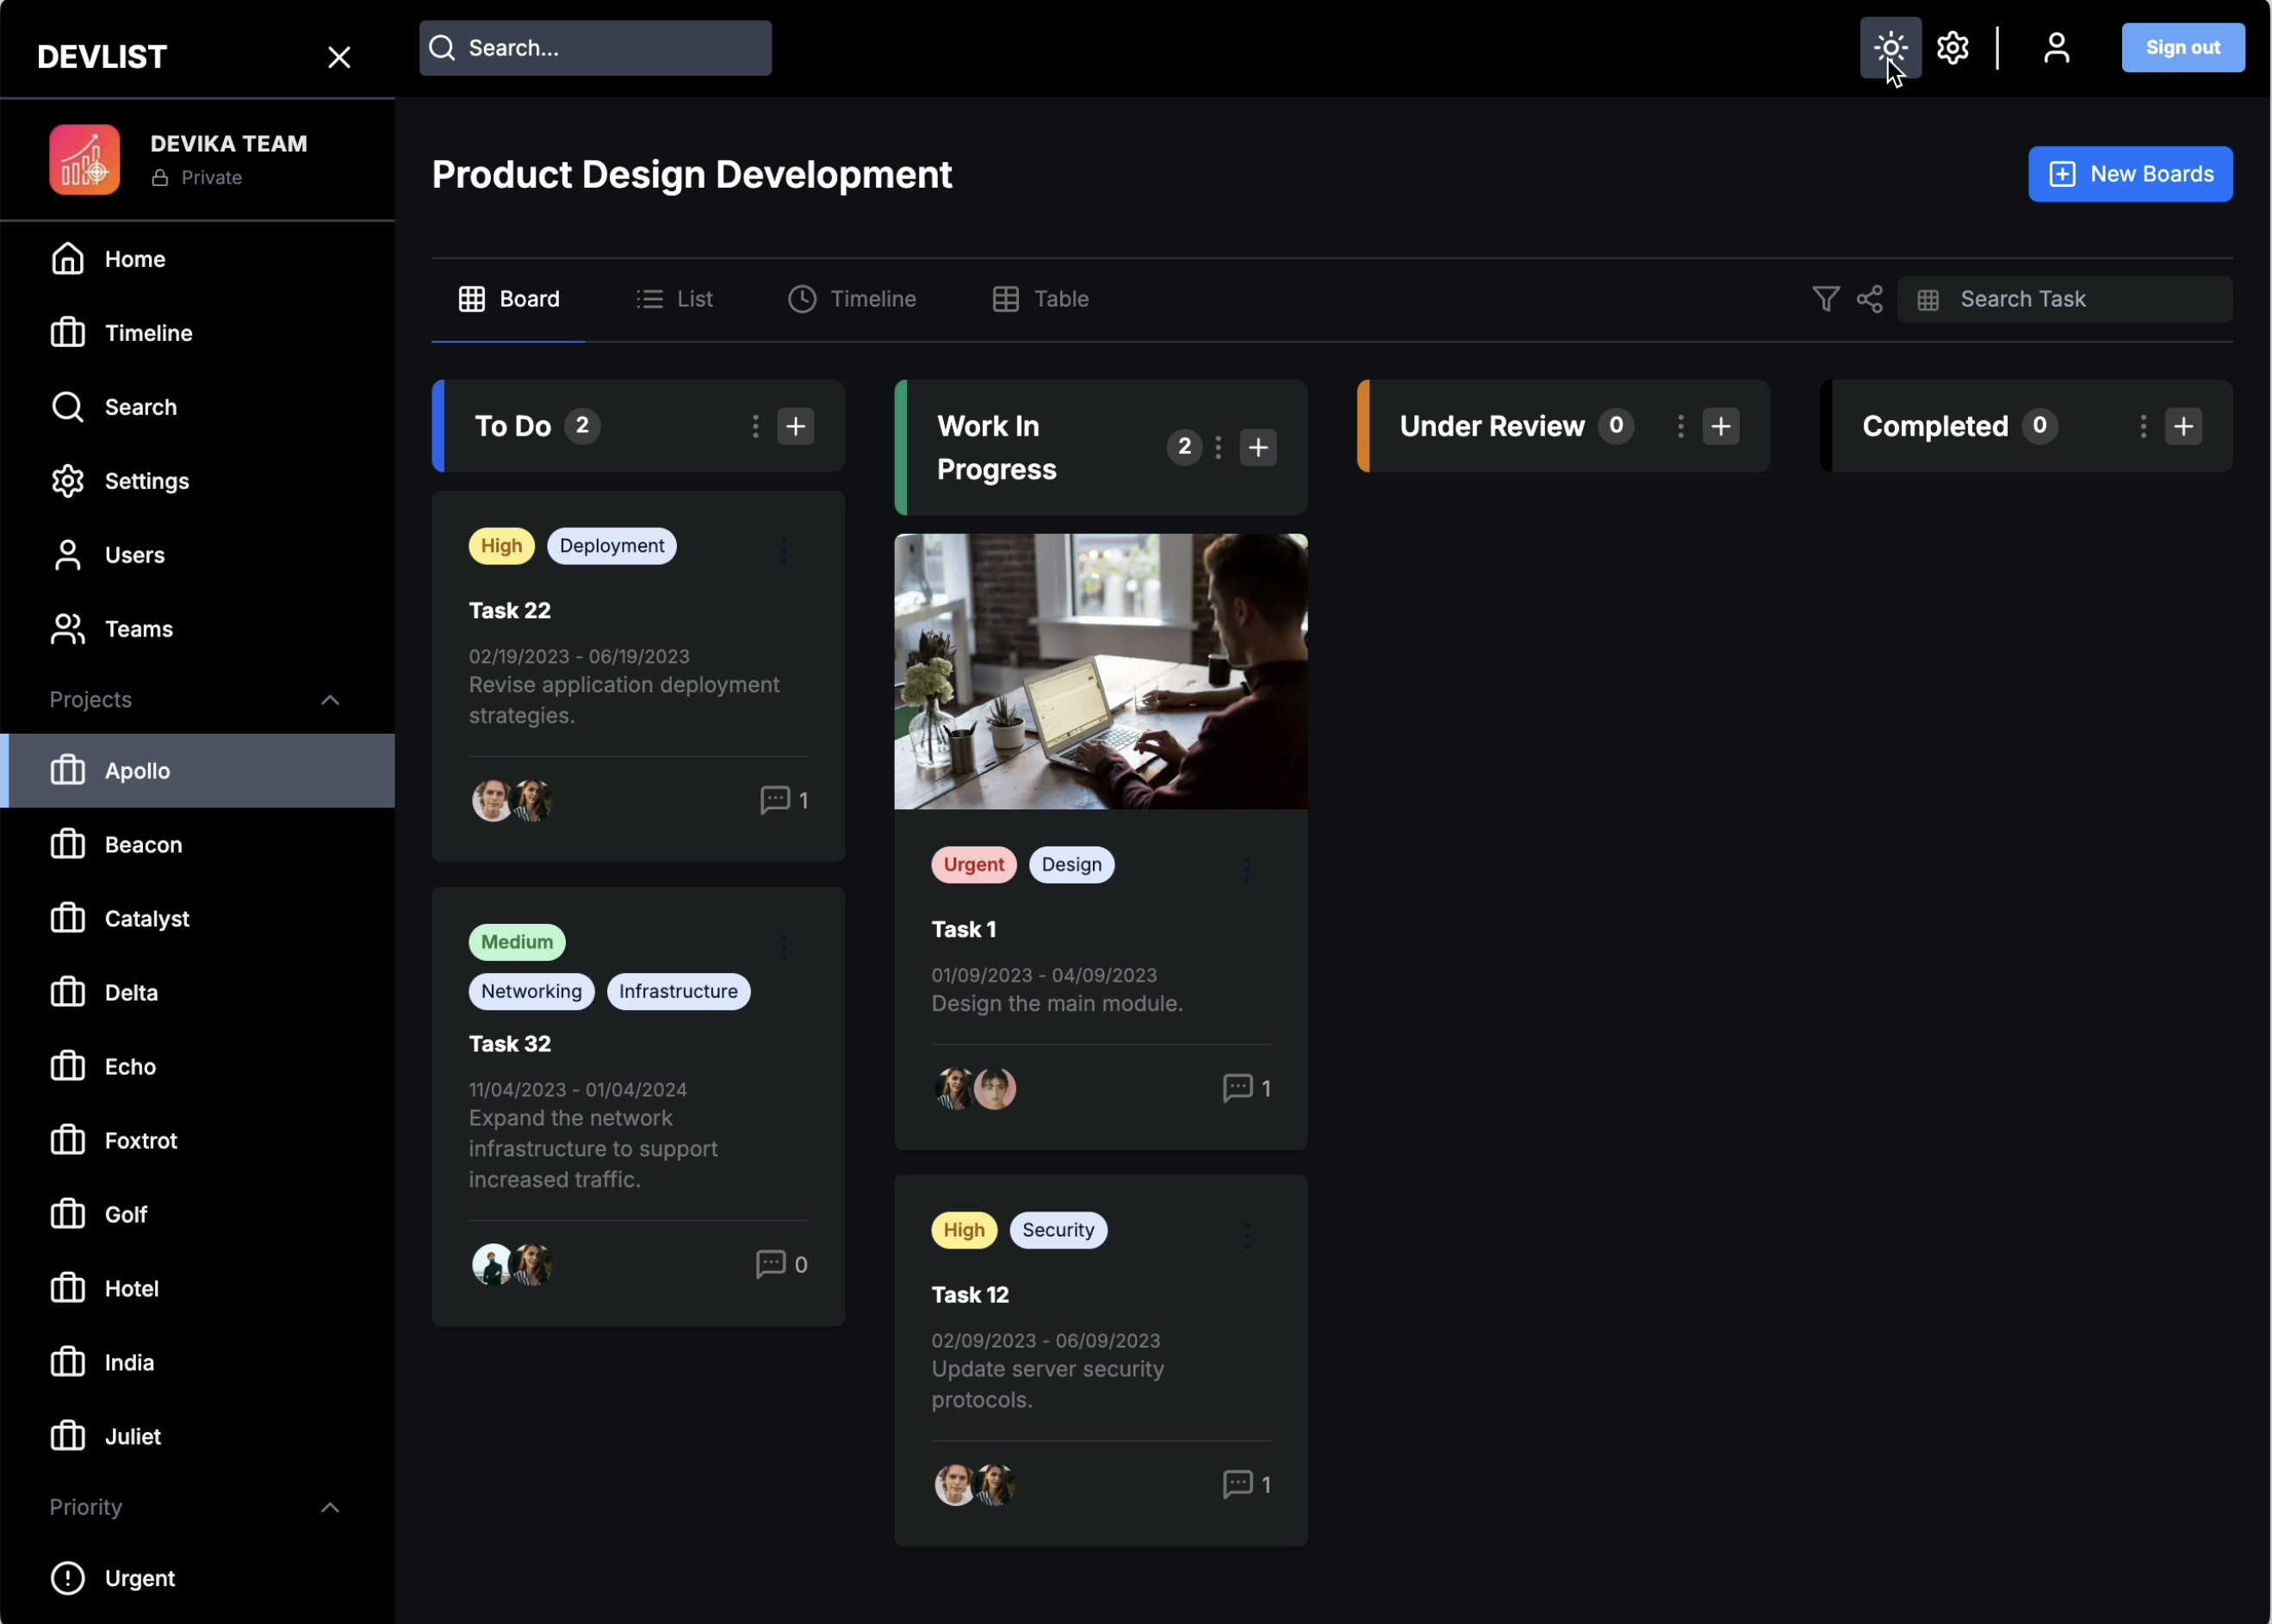 DEVLIST
Search...
Sign out
DEVIKA TEAM
Private
Home
Timeline
Search
Settings
Users
Teams
Projects
Apollo
Beacon
Catalyst
Delta
Echo
Foxtrot
Golf
Hotel
India
Juliet
Priority
Urgent
Product Design Development
New Boards
Board
List
Timeline
Table
Search Task
To Do 2
High Deployment
Task 22
02/19/2023 - 06/19/2023
Revise application deployment
strategies.
1
Medium
Networking Infrastructure
Task 32
11/04/2023 - 01/04/2024
Expand the network
infrastructure to support
increased traffic.
0
Work In
Progress
2
Urgent Design
Task 1
01/09/2023 - 04/09/2023
Design the main module.
1
High Security
Task 12
02/09/2023 - 06/09/2023
Update server security
protocols.
1
Under Review 0
Completed 0